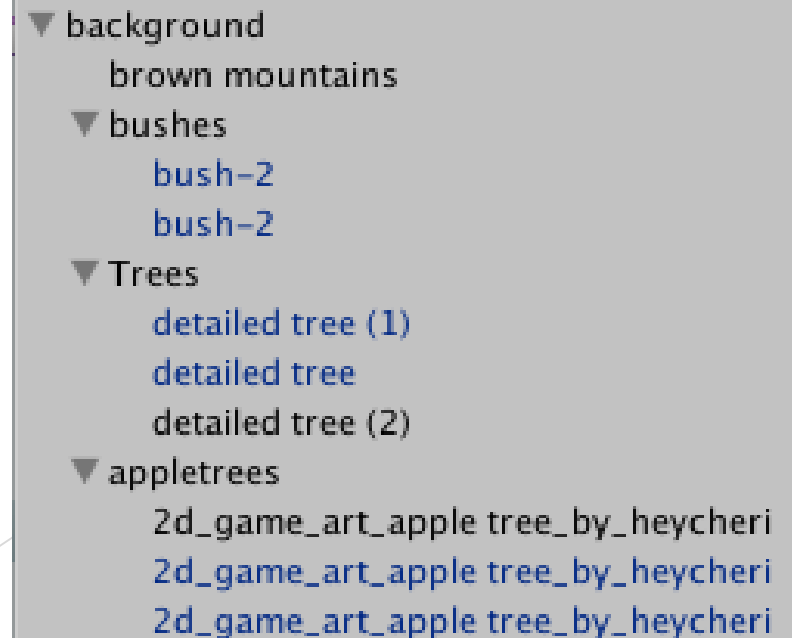 background
brown mountains
bushes
bush-2
bush-2
Trees
detailed tree (1)
detailed tree
detailed tree (2)
appletrees
2d_game_art_apple tree_by_heycheri
2d_game_art_apple tree_by_heycheri
2d_game_art_apple tree_by_heycheri